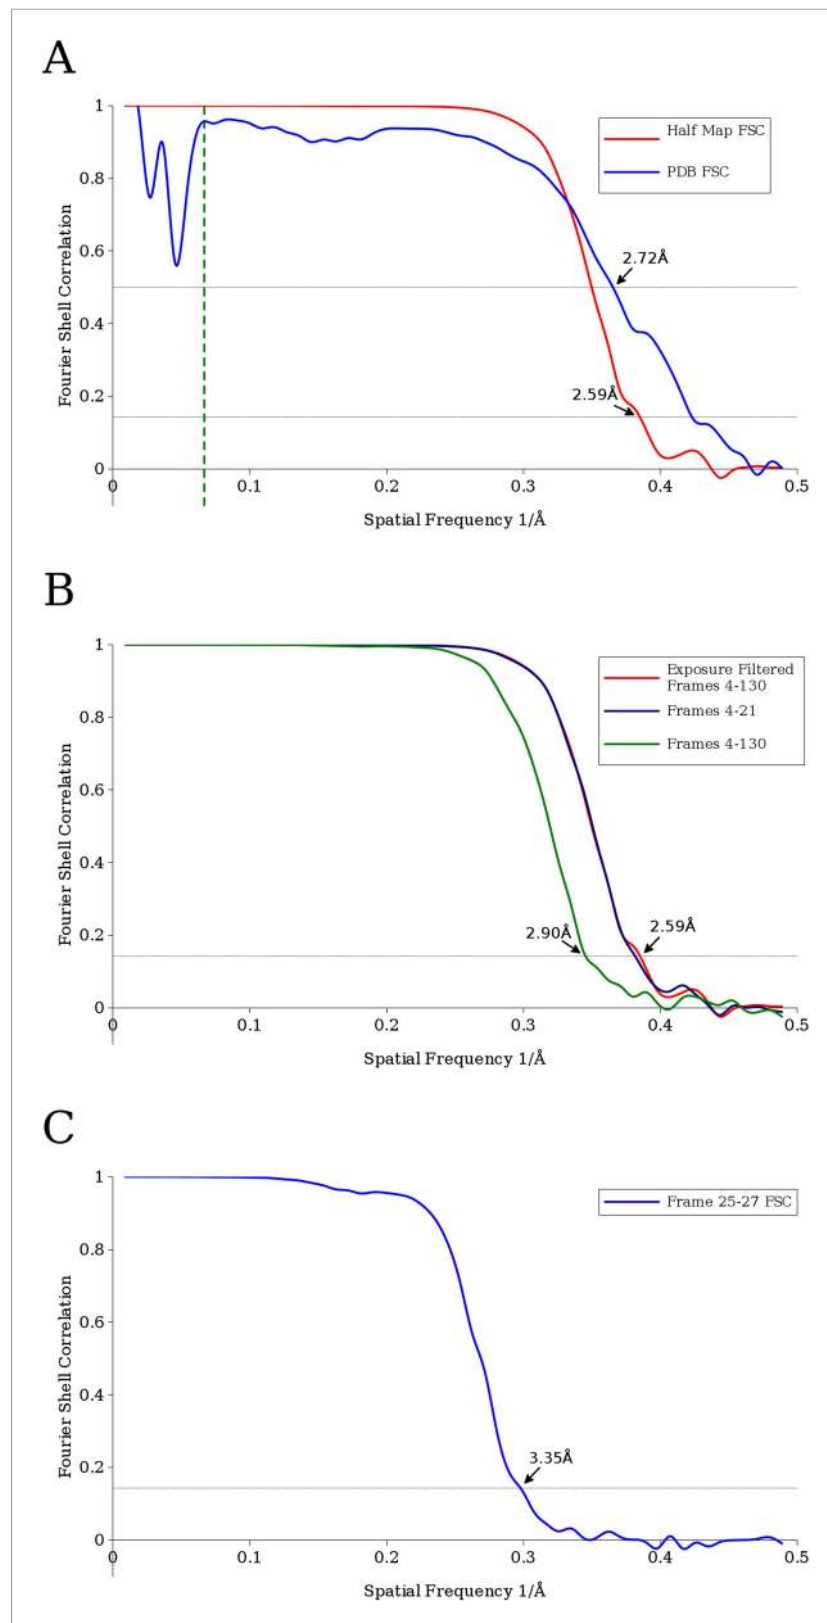 A
1
0.8
0.6
0.4
0.2
0
0 0.1 0.2 0.3 0.4 0.5
Fourier Shell Correlation
Spatial Frequency 1/Å
Half Map FSC
PDB FSC
2.72Å
2.59Å
B
1
0.8
0.6
0.4
0.2
0
0 0.1 0.2 0.3 0.4 0.5
Fourier Shell Correlation
Spatial Frequency 1/Å
Exposure Filtered
Frames 4-130
Frames 4-21
Frames 4-130
2.90Å
2.59Å
C
1
0.8
0.6
0.4
0.2
0
0 0.1 0.2 0.3 0.4 0.5
Fourier Shell Correlation
Spatial Frequency 1/Å
Frame 25-27 FSC
3.35Å